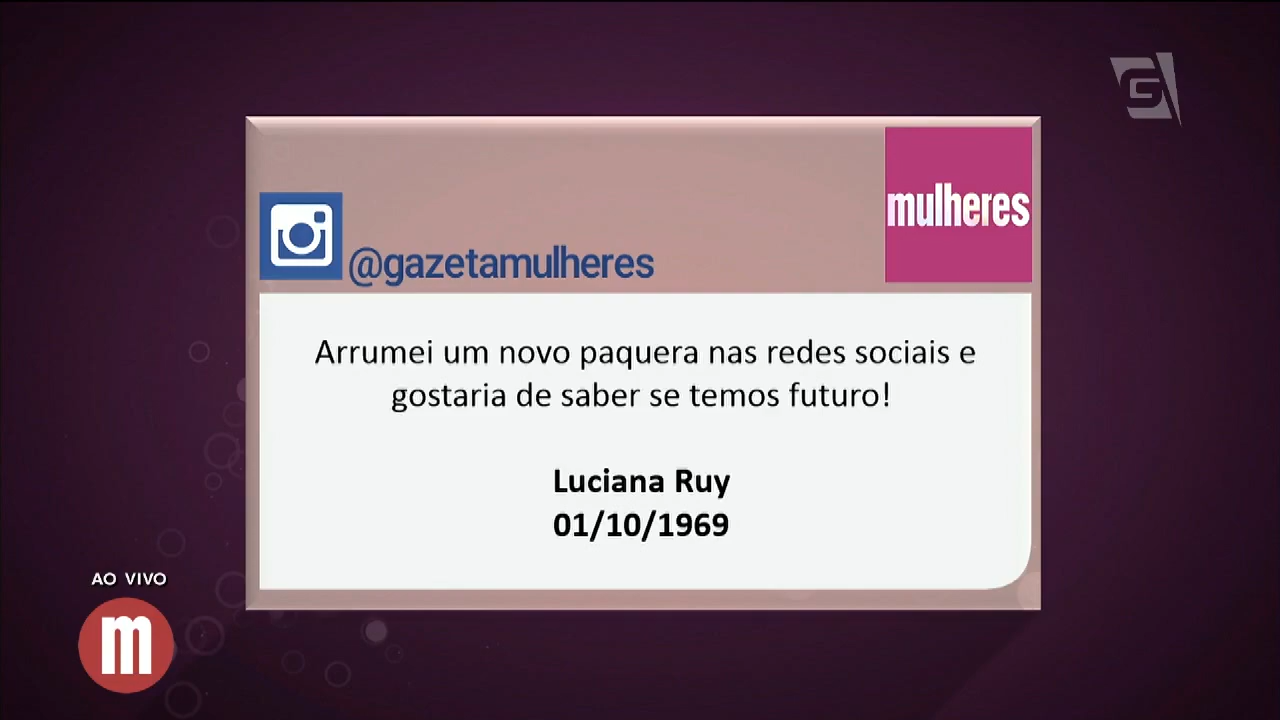 G
mulheres
@gazetamulheres
Arrumei um novo paquera nas redes sociais e
gostaria de saber se temos futuro!
Luciana Ruy
01/10/1969
AO VIVO
m